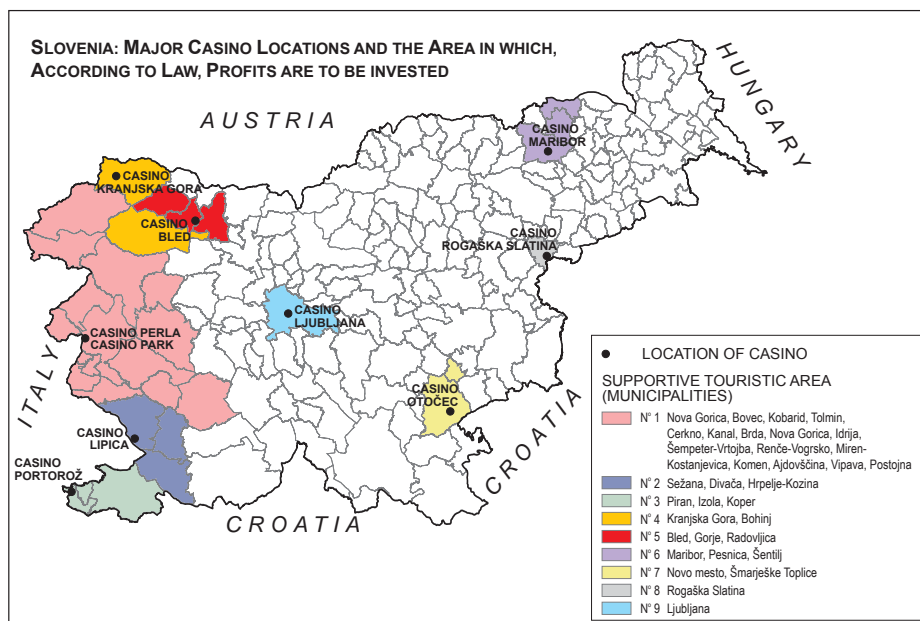 SLOVENIA: MAJOR CASINO LOCATIONS AND THE AREA IN WHICH,
ACCORDING TO LAW, PROFITS ARE TO BE INVESTED
AUSTRIA
HUNGARY
CASINO
MARIBOR
CASINO
KRANJSKA GORA
CASINO
BLED
CASINO
ROGAŠKA SLATINA
CASINO
LJUBLJANA
CASINO PERLA
CASINO PARK
ITALY
CASINO
OTOČEC
CASINO
LIPICA
CASINO
PORTOROŽ
CROATIA
CROATIA
LOCATION OF CASINO
SUPPORTIVE TOURISTIC AREA
(MUNICIPALITIES)
N° 1 Nova Gorica, Bovec, Kobarid, Tolmin,
Cerkno, Kanal, Brda, Nova Gorica, Idrija,
Šempeter-Vrtojba, Renče-Vogrsko, Miren-
Kostanjevica, Komen, Ajdovščina, Vipava, Postojna
N° 2 Sežana, Divača, Hrpelje-Kozina
N° 3 Piran, Izola, Koper
N° 4 Kranjska Gora, Bohinj
N° 5 Bled, Gorje, Radovljica
N° 6 Maribor, Pesnica, Šentilj
N° 7 Novo mesto, Šmarješke Toplice
N° 8 Rogaška Slatina
N° 9 Ljubljana